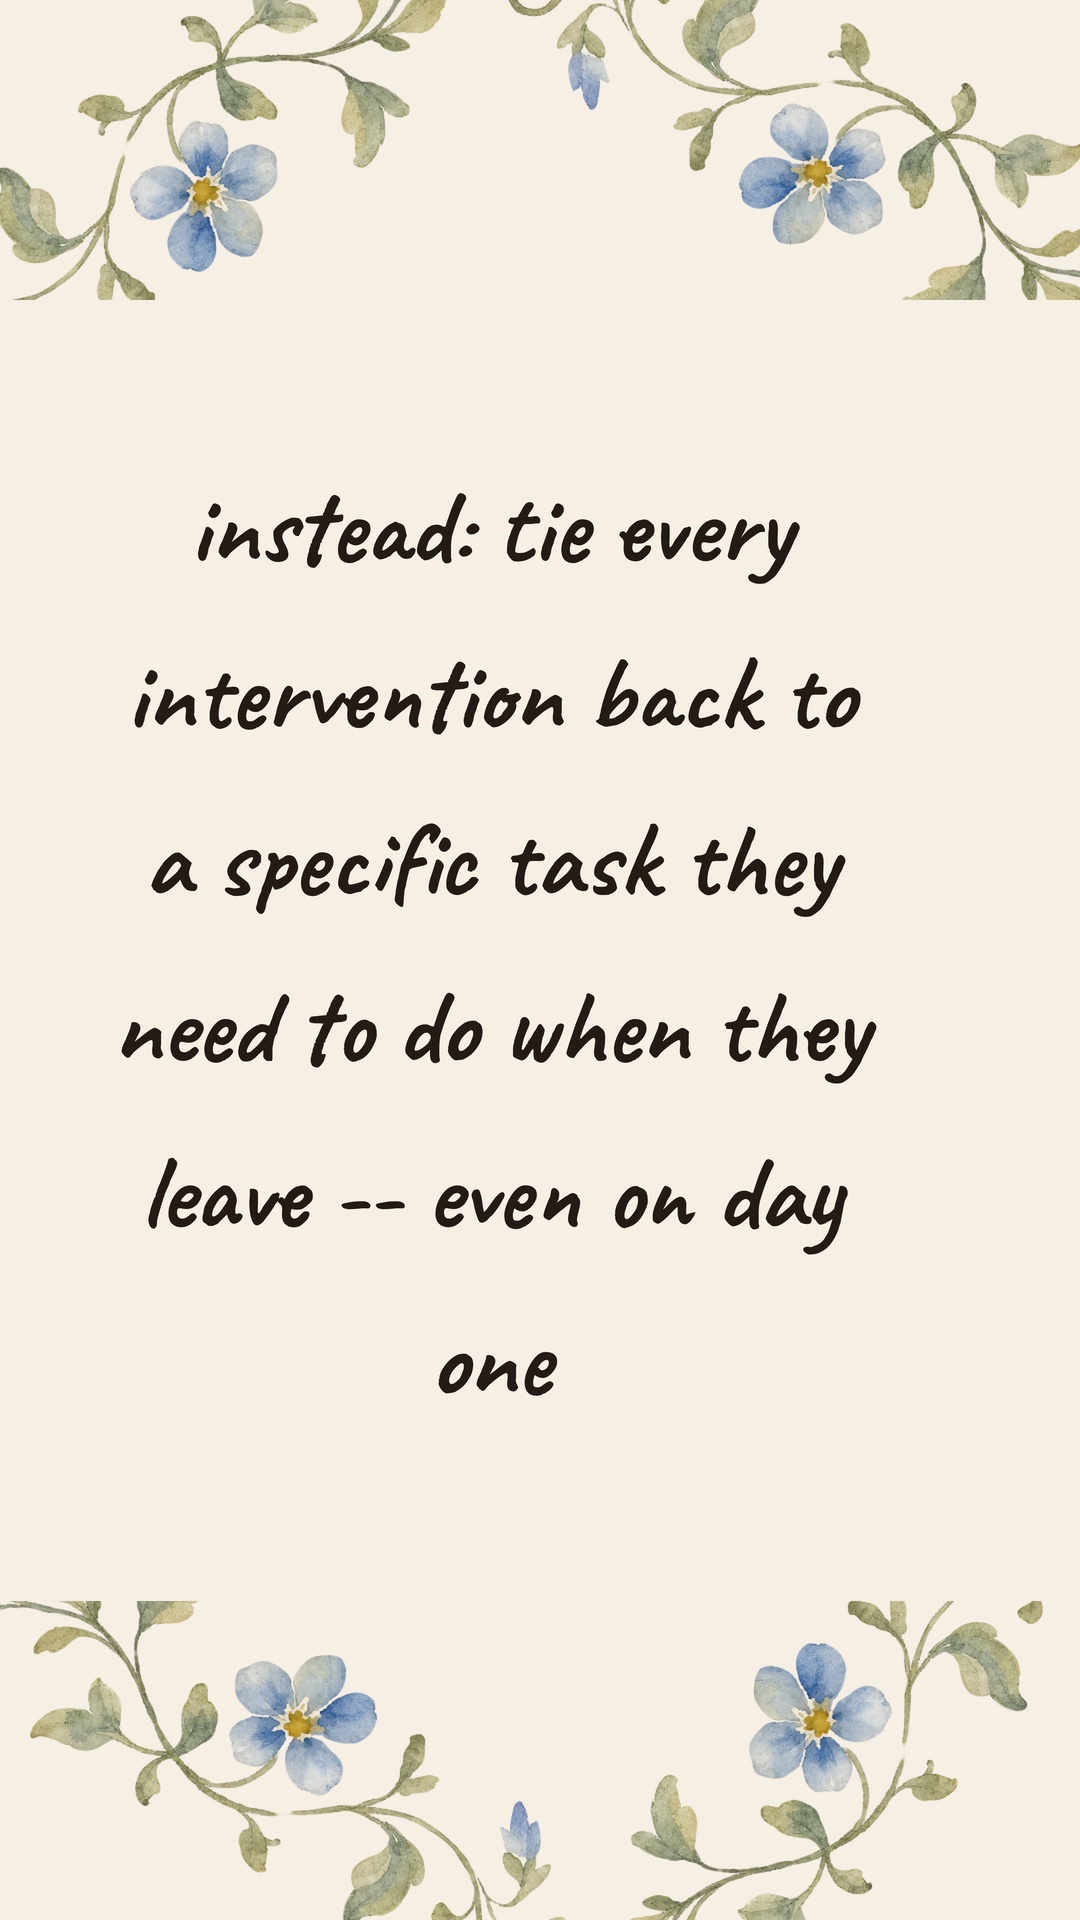 instead: tie every
intervention back to
a specific task they
need to do when they
leave -- even on day
one